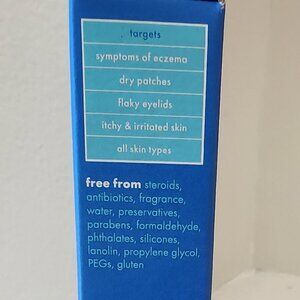 targets
symptoms of eczema
dry patches
flaky eyelids
itchy & irritated skin
all skin types
free from steroids,
antibiotics, fragrance,
water, preservatives,
parabens, formaldehyde,
phthalates, silicones,
lanolin, propylene glycol,
PEGs, gluten